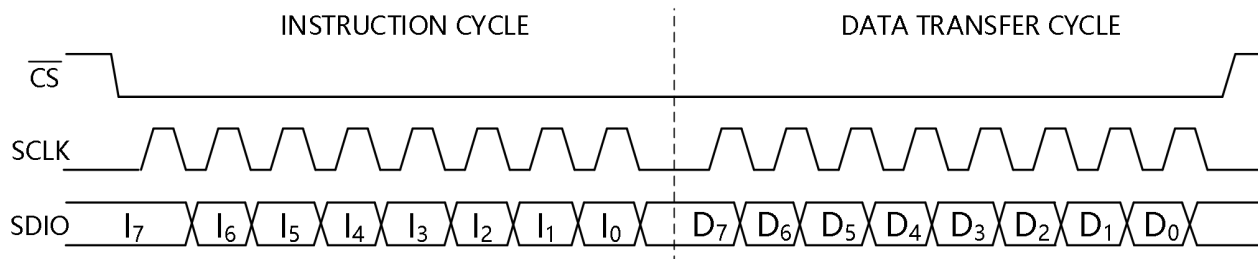 INSTRUCTION CYCLE DATA TRANSFER CYCLE
CS
SCLK
SDIO I7 I6 I5 I4 I3 I2 I1 I0 D7 D6 D5 D4 D3 D2 D1 D0